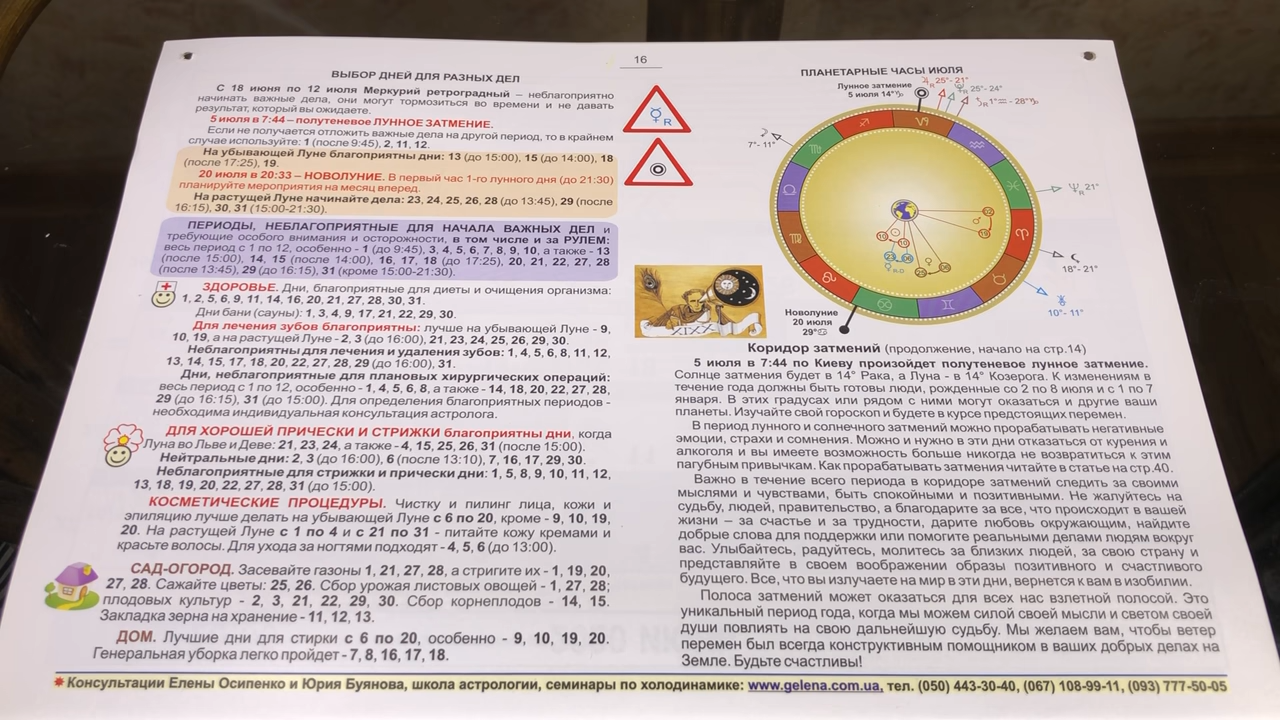 16
ВЫБОР ДНЕЙ ДЛЯ РАЗНЫХ ДЕЛ
С 18 июня по 12 июля Меркурий ретроградный – неблагоприятно
начинать важные дела, они могут тормозиться во времени и не давать
результат, который вы ожидаете.
5 июля в 7:44 – полутеневое ЛУННОЕ ЗАТМЕНИЕ.
Если не получается отложить важные дела на другой период, то в крайнем
случае используйте: 1 (после 9:45), 2, 11, 12.
На убывающей Луне благоприятны дни: 13 (до 15:00), 15 (до 14:00), 18
(после 17:25), 19.
20 июля в 20:33 – НОВОЛУНИЕ. В первый час 1-го лунного дня (до 21:30)
планируйте мероприятия на месяц вперед.
На растущей Луне начинайте дела: 23, 24, 25, 26, 28 (до 13:45), 29 (после
16:15), 30, 31 (15:00-21:30).
ПЕРИОДЫ, НЕБЛАГОПРИЯТНЫЕ ДЛЯ НАЧАЛА ВАЖНЫХ ДЕЛ и
требующие особого внимания и осторожности, в том числе и за РУЛЕМ:
весь период с 1 по 12, особенно - 1 (до 9:45), 3, 4, 5, 6, 7, 8, 9, 10, а также - 13
(после 15:00), 14, 15 (после 14:00), 16, 17, 18 (до 17:25), 20, 21, 22, 27, 28
(после 13:45), 29 (до 16:15), 31 (кроме 15:00-21:30).
ЗДОРОВЬЕ. Дни, благоприятные для диеты и очищения организма:
1, 2, 5, 6, 9, 11, 14, 16, 20, 21, 27, 28, 30, 31.
Дни бани (сауны): 1, 3, 4, 9, 17, 21, 22, 29, 30.
Для лечения зубов благоприятны: лучше на убывающей Луне - 9,
10, 19, а на растущей Луне - 2, 3 (до 16:00), 21, 23, 24, 25, 26, 29, 30.
Неблагоприятны для лечения и удаления зубов: 1, 4, 5, 6, 8, 11, 12,
13, 14, 15, 17, 18, 20, 22, 27, 28, 29 (до 16:00), 31.
Дни, неблагоприятные для плановых хирургических операций:
весь период с 1 по 12, особенно - 1, 4, 5, 6, 8, а также - 14, 18, 20, 22, 27, 28,
29 (до 16:15), 31 (до 15:00). Для определения благоприятных периодов -
необходима индивидуальная консультация астролога.
ДЛЯ ХОРОШЕЙ ПРИЧЕСКИ И СТРИЖКИ благоприятны дни, когда
Луна во Льве и Деве: 21, 23, 24, а также - 4, 15, 25, 26, 31 (после 15:00).
Нейтральные дни: 2, 3 (до 16:00), 6 (после 13:10), 7, 16, 17, 29, 30.
Неблагоприятные для стрижки и прически дни: 1, 5, 8, 9, 10, 11, 12,
13, 18, 19, 20, 22, 27, 28, 31 (до 15:00).
КОСМЕТИЧЕСКИЕ ПРОЦЕДУРЫ. Чистку и пилинг лица, кожи и
эпиляцию лучше делать на убывающей Луне с 6 по 20, кроме - 9, 10, 19,
20. На растущей Луне с 1 по 4 и с 21 по 31 - питайте кожу кремами и
красьте волосы. Для ухода за ногтями подходят - 4, 5, 6 (до 13:00).
САД-ОГОРОД. Засевайте газоны 1, 21, 27, 28, а стригите их - 1, 19, 20,
27, 28. Сажайте цветы: 25, 26. Сбор урожая листовых овощей - 1, 27, 28;
плодовых культур - 2, 3, 21, 22, 29, 30. Сбор корнеплодов - 14, 15.
Закладка зерна на хранение - 11, 12, 13.
ДОМ. Лучшие дни для стирки с 6 по 20, особенно - 9, 10, 19, 20.
Генеральная уборка легко пройдет - 7, 8, 16, 17, 18.
☿R
XIXX
ПЛАНЕТАРНЫЕ ЧАСЫ ИЮЛЯ
Лунное затмение
5 июля 14°♑
♃R 25°- 21°
♇R 25°- 24°
♄R 1°♒ - 28°♑
7°- 11°
♆R 21°
18°- 21°
10°- 11°
Новолуние
20 июля
29°♋
Коридор затмений (продолжение, начало на стр.14)
5 июля в 7:44 по Киеву произойдет полутеневое лунное затмение.
Солнце затмения будет в 14° Рака, а Луна - в 14° Козерога. К изменениям в
течение года должны быть готовы люди, рожденные со 2 по 8 июля и с 1 по 7
января. В этих градусах или рядом с ними могут оказаться и другие ваши
планеты. Изучайте свой гороскоп и будете в курсе предстоящих перемен.
В период лунного и солнечного затмений можно прорабатывать негативные
эмоции, страхи и сомнения. Можно и нужно в эти дни отказаться от курения и
алкоголя и вы имеете возможность больше никогда не возвратиться к этим
пагубным привычкам. Как прорабатывать затмения читайте в статье на стр.40.
Важно в течение всего периода в коридоре затмений следить за своими
мыслями и чувствами, быть спокойными и позитивными. Не жалуйтесь на
судьбу, людей, правительство, а благодарите за все, что происходит в вашей
жизни – за счастье и за трудности, дарите любовь окружающим, найдите
добрые слова для поддержки или помогите реальными делами людям вокруг
вас. Улыбайтесь, радуйтесь, молитесь за близких людей, за свою страну и
представляйте в своем воображении образы позитивного и счастливого
будущего. Все, что вы излучаете на мир в эти дни, вернется к вам в изобилии.
Полоса затмений может оказаться для всех нас взлетной полосой. Это
уникальный период года, когда мы можем силой своей мысли и светом своей
души повлиять на свою дальнейшую судьбу. Мы желаем вам, чтобы ветер
перемен был всегда конструктивным помощником в ваших добрых делах на
Земле. Будьте счастливы!
* Консультации Елены Осипенко и Юрия Буянова, школа астрологии, семинары по холодинамике: www.gelena.com.ua, тел. (050) 443-30-40, (067) 108-99-11, (093) 777-50-05